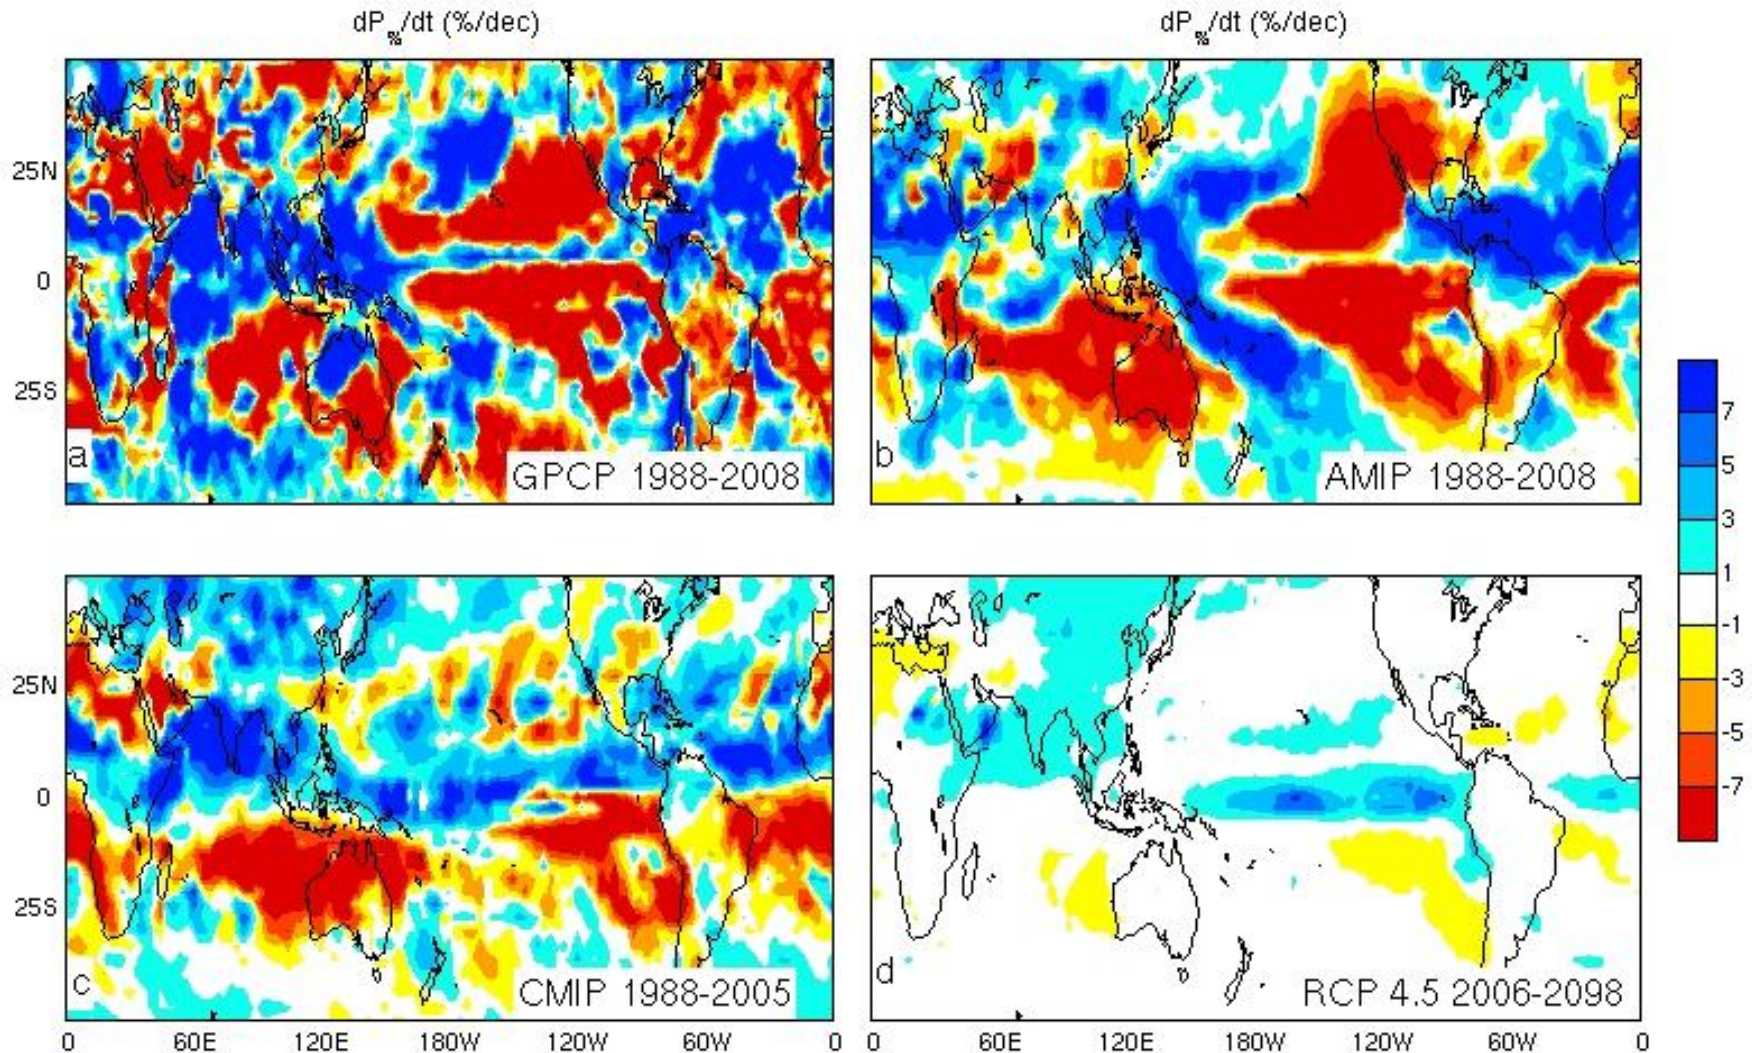 dP%/dt (%/dec)
dP%/dt (%/dec)
25N
0
25S
a
GPCP 1988-2008
b
AMIP 1988-2008
7
5
3
1
-1
-3
-5
-7
25N
0
25S
c
CMIP 1988-2005
d
RCP 4.5 2006-2098
0 60E 120E 180W 120W 60W 0
0 60E 120E 180W 120W 60W 0